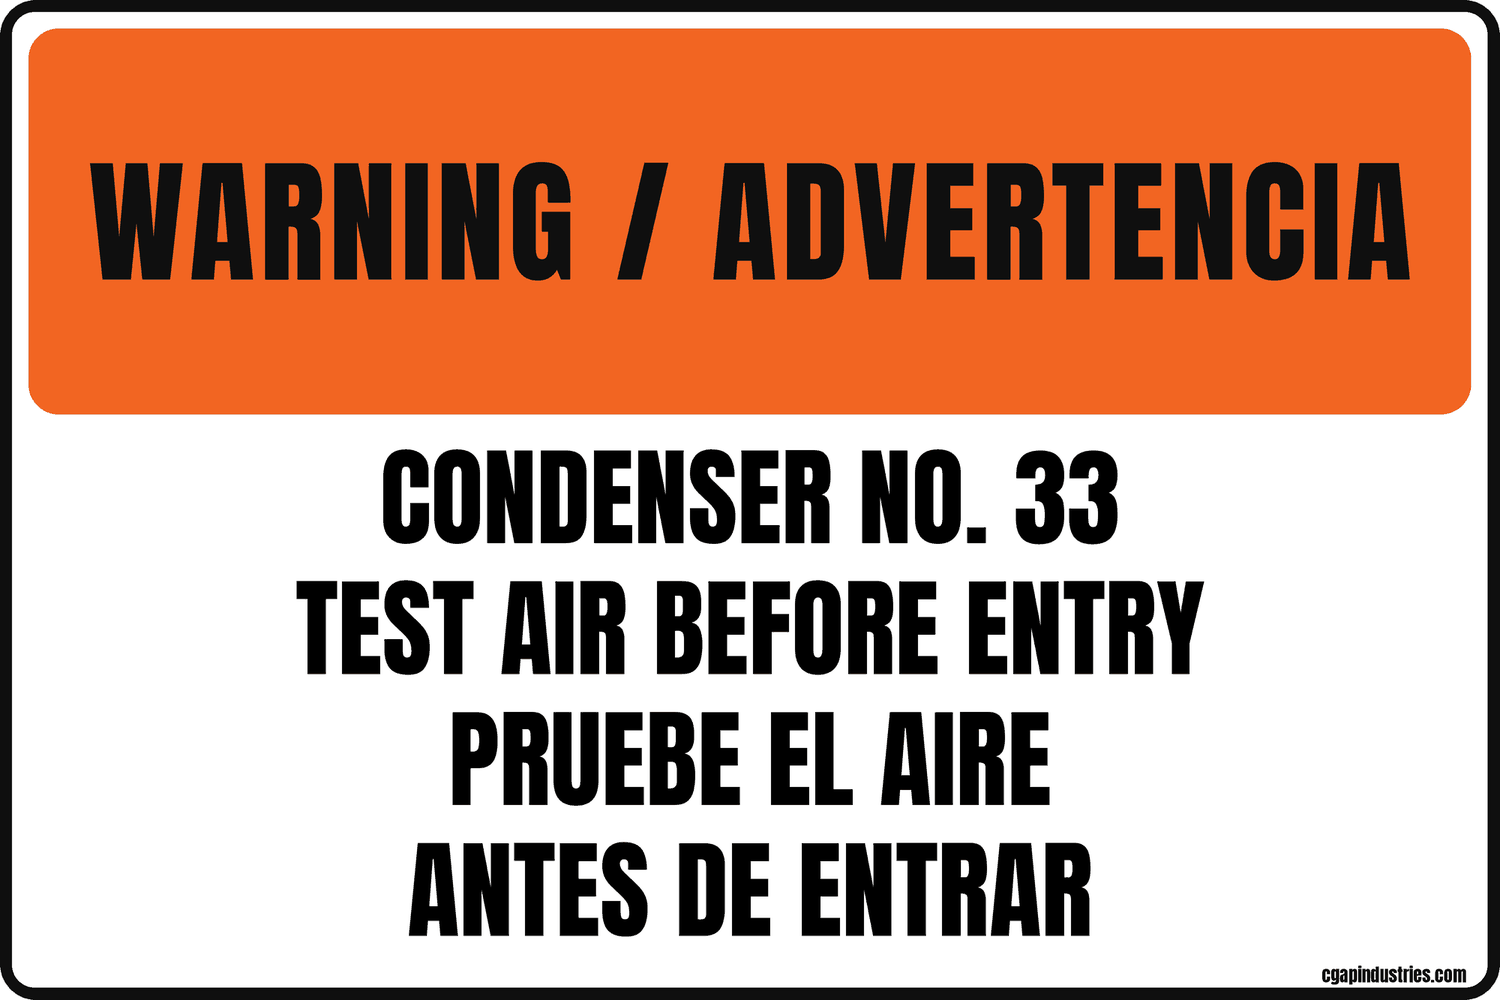 WARNING / ADVERTENCIA
CONDENSER NO. 33
TEST AIR BEFORE ENTRY
PRUEBE EL AIRE
ANTES DE ENTRAR
cgapindustries.com